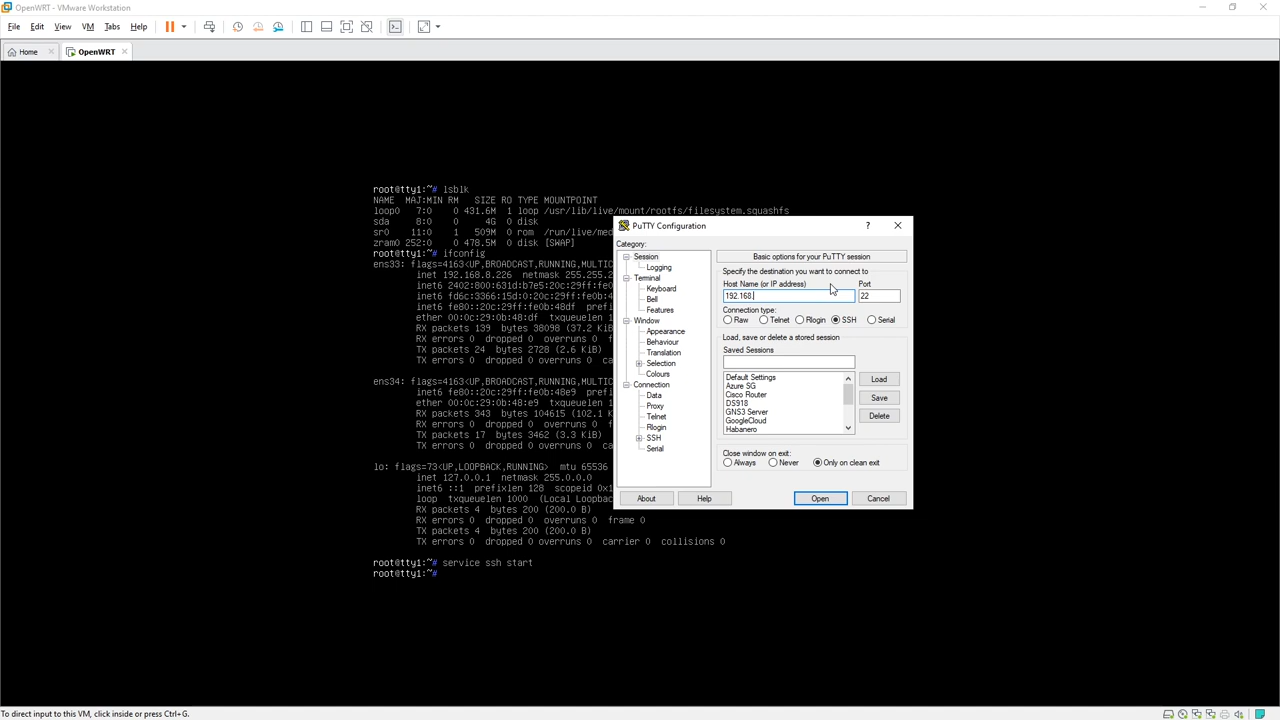 OpenWRT - VMware Workstation
File Edit View VM Tabs Help
Home OpenWRT
root@tty1:~# lsblk
NAME MAJ:MIN RM SIZE RO TYPE MOUNTPOINT
loop0 7:0 0 431.6M 1 loop /usr/lib/live/mount/rootfs/filesystem.squashfs
sda 8:0 0 4G 0 disk
sr0 11:0 1 509M 0 rom /run/live/med
zram0 252:0 0 478.5M 0 disk [SWAP]
root@tty1:~# ifconfig
ens33: flags=4163<UP,BROADCAST,RUNNING,MULTIC
inet 192.168.8.226 netmask 255.255.2
inet6 2402:800:631d:b7e5:20c:29ff:fe0b
inet6 fd6c:3366:15:0:20c:29ff:fe0b:4
inet6 fe80::20c:29ff:fe0b:48df prefi
ether 00:0c:29:0b:48:df txqueuelen 1
RX packets 139 bytes 38098 (37.2 KiB
RX errors 0 dropped 0 overruns 0 f
TX packets 24 bytes 2728 (2.6 KiB)
TX errors 0 dropped 0 overruns 0 c
ens34: flags=4163<UP,BROADCAST,RUNNING,MULTIC
inet6 fe80::20c:29ff:fe0b:48e9 prefi
ether 00:0c:29:0b:48:e9 txqueuelen 1
RX packets 343 bytes 104615 (102.1 K
RX errors 0 dropped 0 overruns 0 f
TX packets 17 bytes 3462 (3.3 KiB)
TX errors 0 dropped 0 overruns 0 c
lo: flags=73<UP,LOOPBACK,RUNNING> mtu 65536
inet 127.0.0.1 netmask 255.0.0.0
inet6 ::1 prefixlen 128 scopeid 0x1
loop txqueuelen 1000 (Local Loopba
RX packets 4 bytes 200 (200.0 B)
RX errors 0 dropped 0 overruns 0 frame 0
TX packets 4 bytes 200 (200.0 B)
TX errors 0 dropped 0 overruns 0 carrier 0 collisions 0
root@tty1:~# service ssh start
root@tty1:~#
PuTTY Configuration ?
Category:
Session
Logging
Terminal
Keyboard
Bell
Features
Window
Appearance
Behaviour
Translation
Selection
Colours
Connection
Data
Proxy
Telnet
Rlogin
SSH
Serial
Basic options for your PuTTY session
Specify the destination you want to connect to
Host Name (or IP address) Port
192.168. 22
Connection type:
Raw Telnet Rlogin SSH Serial
Load, save or delete a stored session
Saved Sessions
Default Settings
Azure SG
Cisco Router
DS918
GNS3 Server
GoogleCloud
Habanero
Load
Save
Delete
Close window on exit:
Always Never Only on clean exit
About Help Open Cancel
To direct input to this VM, click inside or press Ctrl+G.